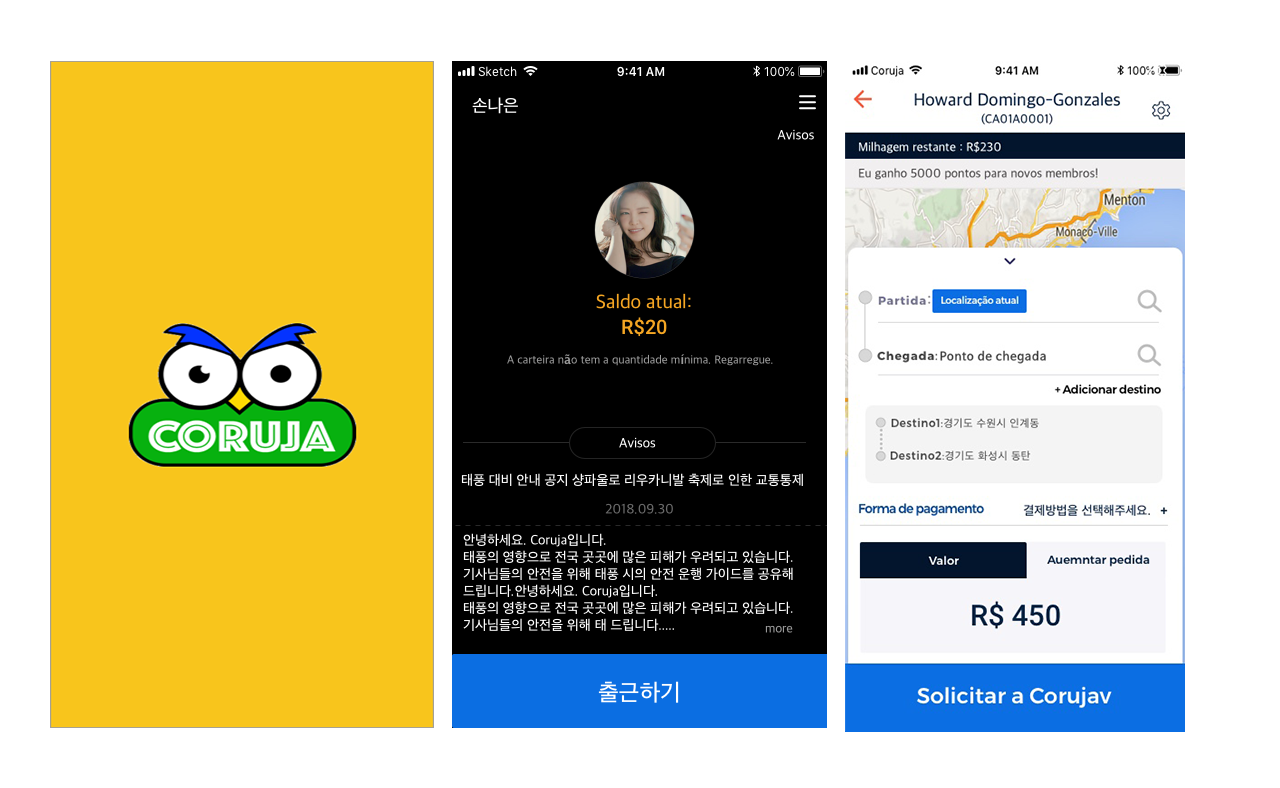 CORUJA
Sketch 9:41 AM 100%
손나은
Avisos
Saldo atual:
R$20
A carteira não tem a quantidade mínima. Regarregue.
Avisos
태풍 대비 안내 공지 샹파울로 리우카니발 축제로 인한 교통통제
2018.09.30
안녕하세요. Coruja입니다.
태풍의 영향으로 전국 곳곳에 많은 피해가 우려되고 있습니다.
기사님들의 안전을 위해 태풍 시의 안전 운행 가이드를 공유해
드립니다.안녕하세요. Coruja입니다.
태풍의 영향으로 전국 곳곳에 많은 피해가 우려되고 있습니다.
기사님들의 안전을 위해 태 드립니다.....
more
출근하기
Coruja 9:41 AM 100%
Howard Domingo-Gonzales
(CA01A0001)
Milhagem restante : R$230
Eu ganho 5000 pontos para novos membros!
Menton
Monaco-Ville
Partida: Localização atual
Chegada:Ponto de chegada
+ Adicionar destino
Destino1:경기도 수원시 인계동
Destino2:경기도 화성시 동탄
Forma de pagamento 결제방법을 선택해주세요. +
Valor Auemntar pedida
R$ 450
Solicitar a Corujav